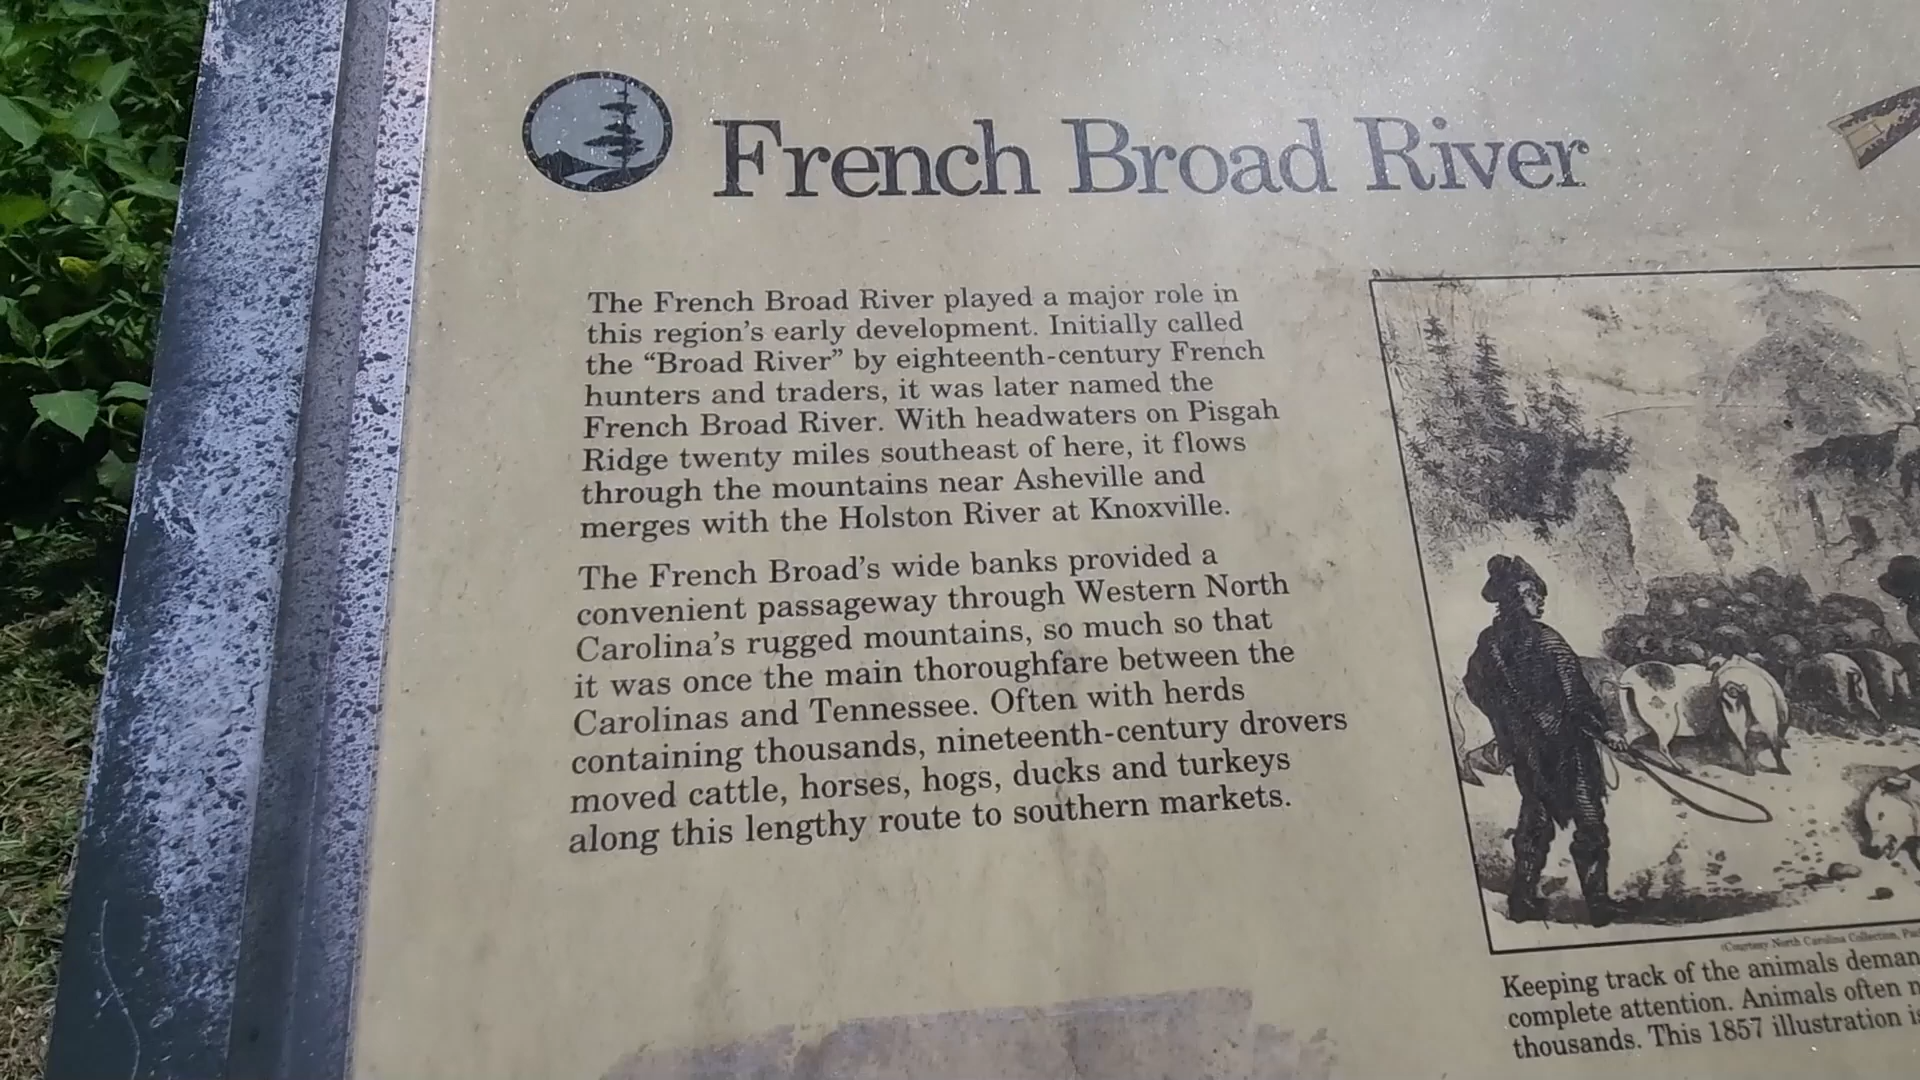 French Broad River
The French Broad River played a major role in
this region's early development. Initially called
the “Broad River” by eighteenth-century French
hunters and traders, it was later named the
French Broad River. With headwaters on Pisgah
Ridge twenty miles southeast of here, it flows
through the mountains near Asheville and
merges with the Holston River at Knoxville.
The French Broad's wide banks provided a
convenient passageway through Western North
Carolina's rugged mountains, so much so that
it was once the main thoroughfare between the
Carolinas and Tennessee. Often with herds
containing thousands, nineteenth-century drovers
moved cattle, horses, hogs, ducks and turkeys
along this lengthy route to southern markets.
(Courtesy North Carolina Collection,
Keeping track of the animals
complete attention. Animals often
thousands. This 1857 illustration